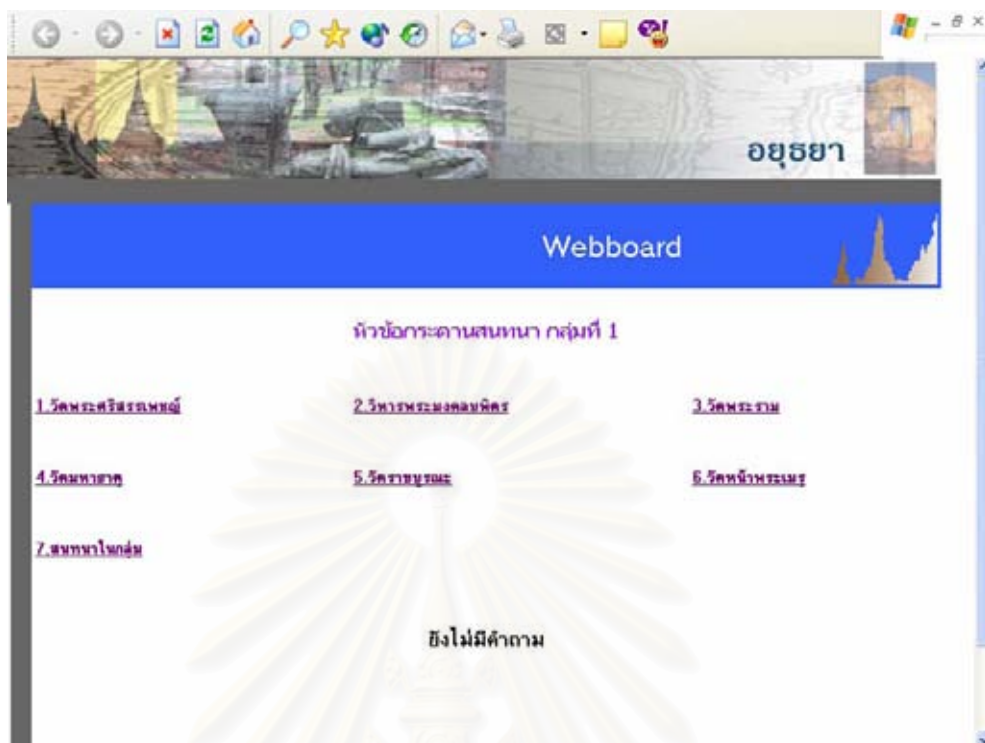 อยุธยา
Webboard
หัวข้อกระดานสนทนา กลุ่มที่ 1
1.วัดพระศรีสรรเพชญ์ 2.วิหารพระมงคลบพิตร 3.วัดพระราม
4.วัดมหาธาตุ 5.วัดราชบูรณะ 6.วัดหน้าพระเมรุ
7.สนทนาในกลุ่ม
ยังไม่มีคำถาม